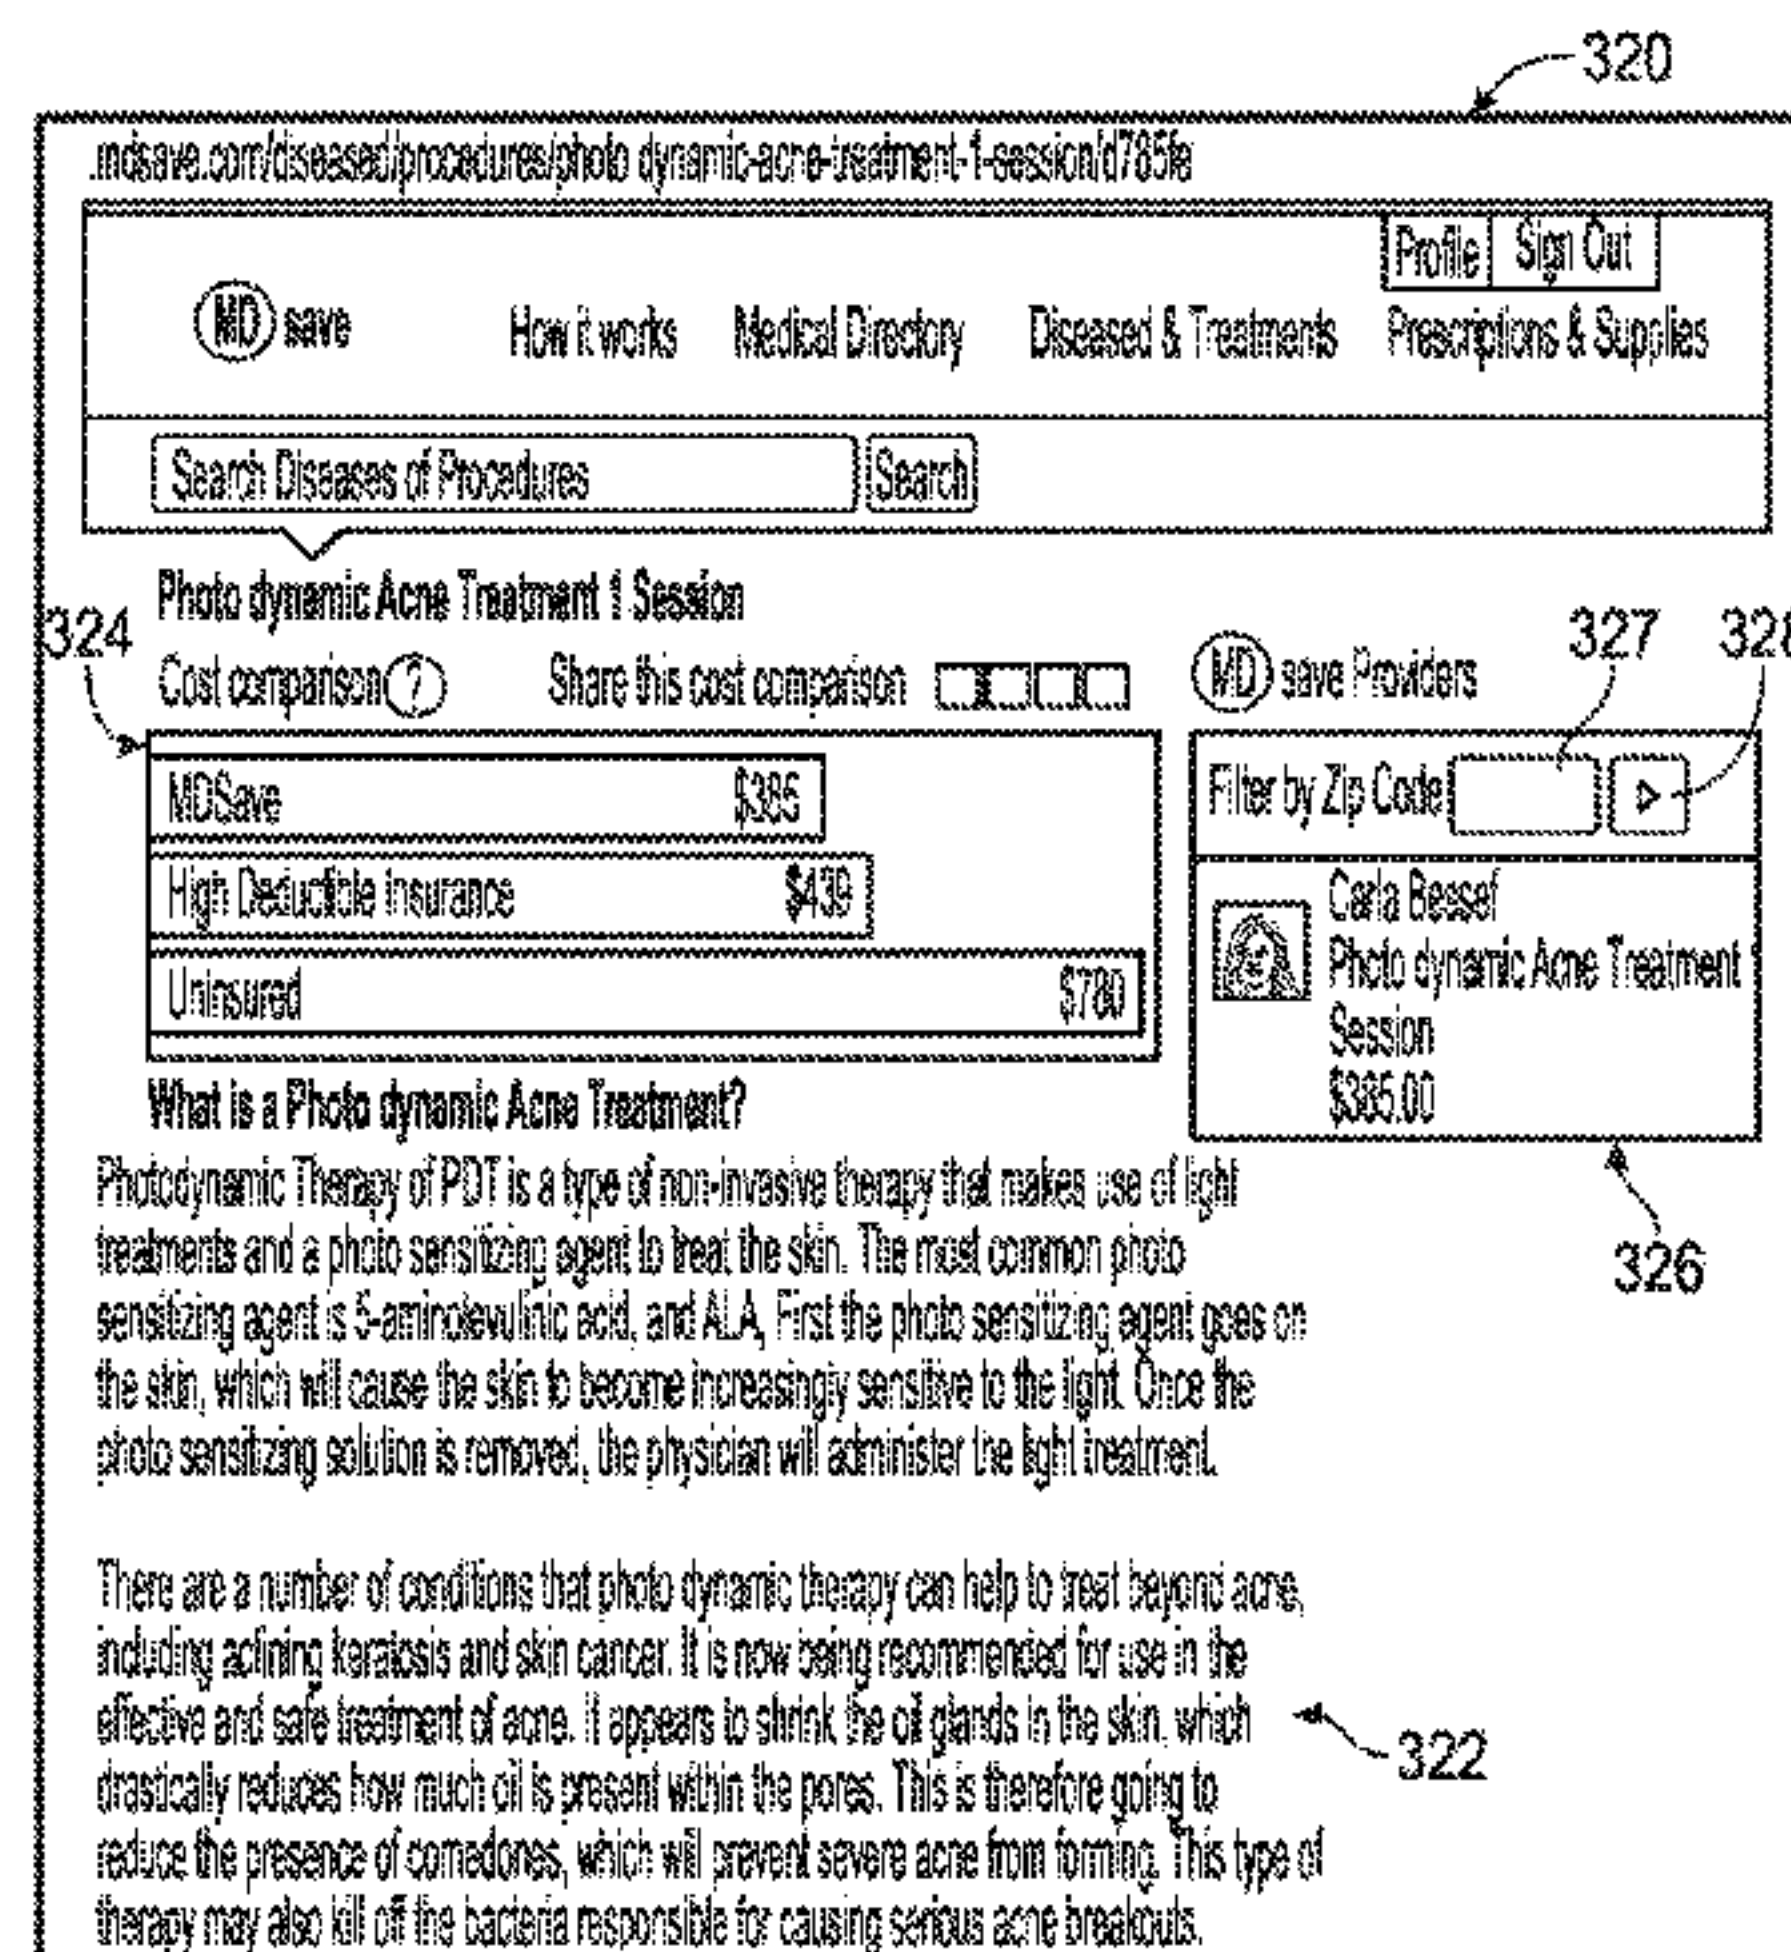 320
.mdsave.com/diseased/procedures/photo dynamic-acne-treatment-1-session/d785fe
Profile Sign Out
MD save How it works Medical Directory Diseased & Treatments Prescriptions & Supplies
Search Diseases of Procedures Search
Photo dynamic Acne Treatment 1 Session
324 327 328
Cost comparison ? Share this cost comparison MD save Providers
MDSave $385
Filter by Zip Code
High Deductible Insurance $439
Uninsured $780
Carla Bessef
Photo dynamic Acne Treatment
Session
$385.00
326
What is a Photo dynamic Acne Treatment?
Photodynamic Therapy of PDT is a type of non-invasive therapy that makes use of light
treatments and a photo sensitizing agent to treat the skin. The most common photo
sensitizing agent is 5-aminolevulinic acid, and ALA, First the photo sensitizing agent goes on
the skin, which will cause the skin to become increasingly sensitive to the light. Once the
photo sensitizing solution is removed, the physician will administer the light treatment.
There are a number of conditions that photo dynamic therapy can help to treat beyond acne,
including keratosis and skin cancer. It is now being recommended for use in the
effective and safe treatment of acne. It appears to shrink the oil glands in the skin, which
drastically reduces how much oil is present within the pores. This is therefore going to
reduce the presence of comedones, which will prevent severe acne from forming. This type of
therapy may also kill off the bacteria responsible for causing serious acne breakouts.
322